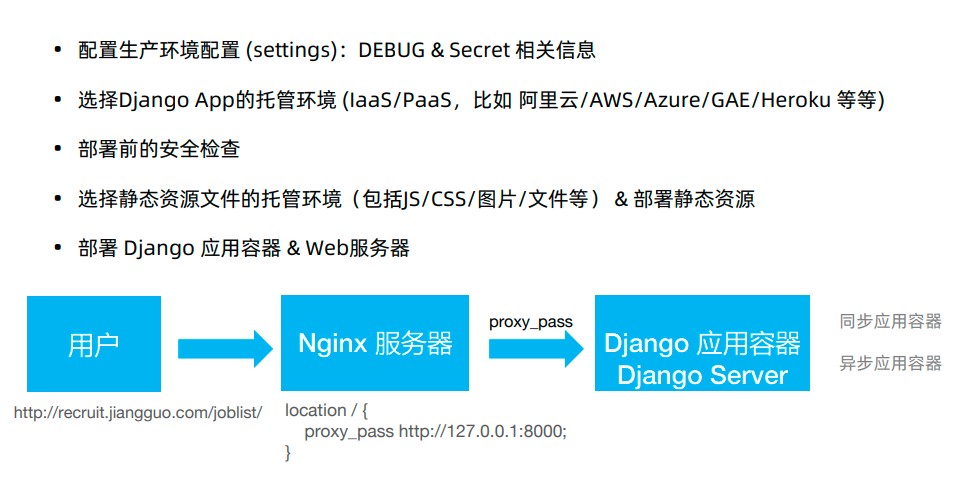 • 配置生产环境配置 (settings)：DEBUG & Secret 相关信息
• 选择Django App的托管环境 (IaaS/PaaS，比如 阿里云/AWS/Azure/GAE/Heroku 等等)
• 部署前的安全检查
• 选择静态资源文件的托管环境（包括JS/CSS/图片/文件等） & 部署静态资源
• 部署 Django 应用容器 & Web服务器
用户
http://recruit.jiangguo.com/joblist/
Nginx 服务器
location / {
proxy_pass http://127.0.0.1:8000;
}
proxy_pass
Django 应用容器
Django Server
同步应用容器
异步应用容器